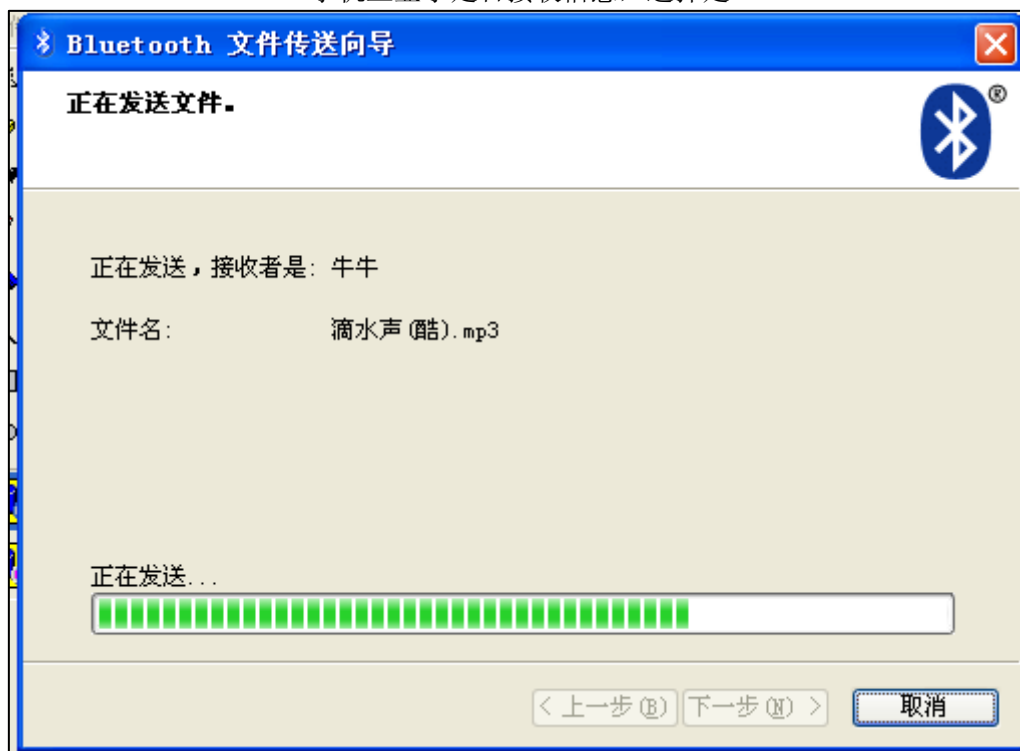 Bluetooth 文件传送向导
正在发送文件。
®
正在发送，接收者是: 牛牛
文件名: 滴水声(酷).mp3
正在发送...
< 上一步(B) 下一步(N) > 取消